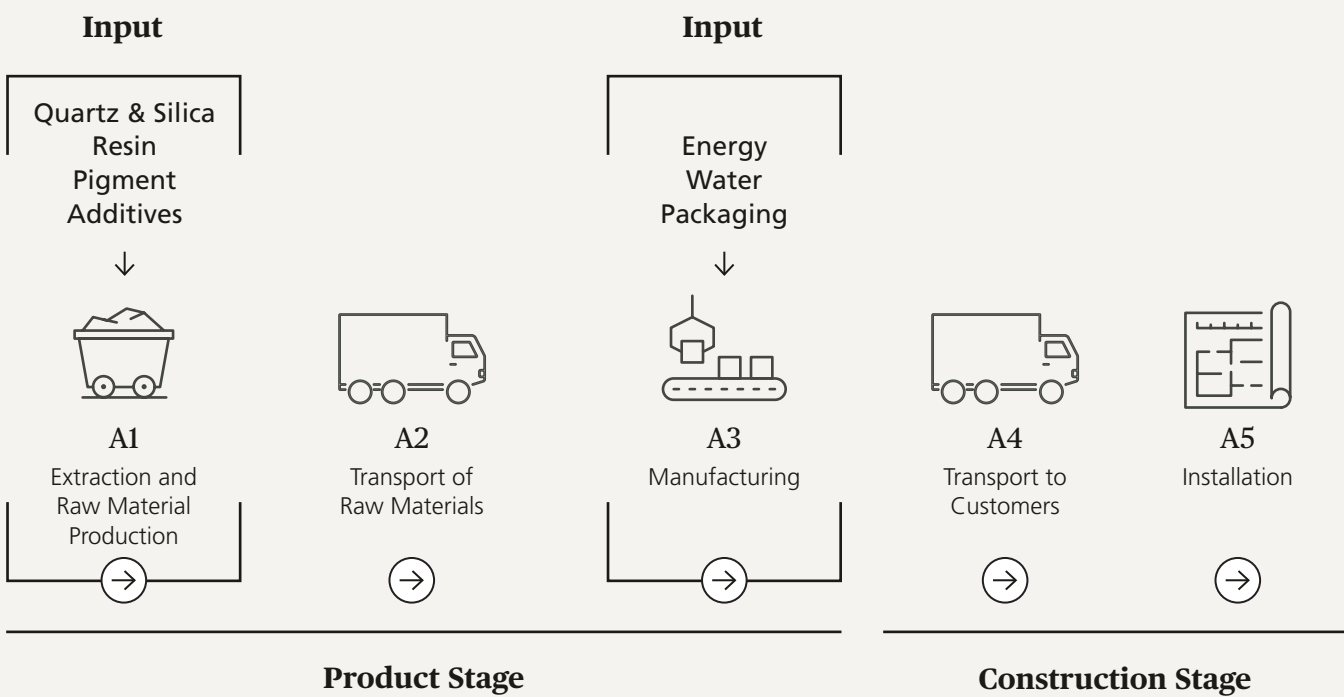 Input
Quartz & Silica
Resin
Pigment
Additives
A1
Extraction and
Raw Material
Production
A2
Transport of
Raw Materials
Input
Energy
Water
Packaging
A3
Manufacturing
Product Stage
A4
Transport to
Customers
A5
Installation
Construction Stage